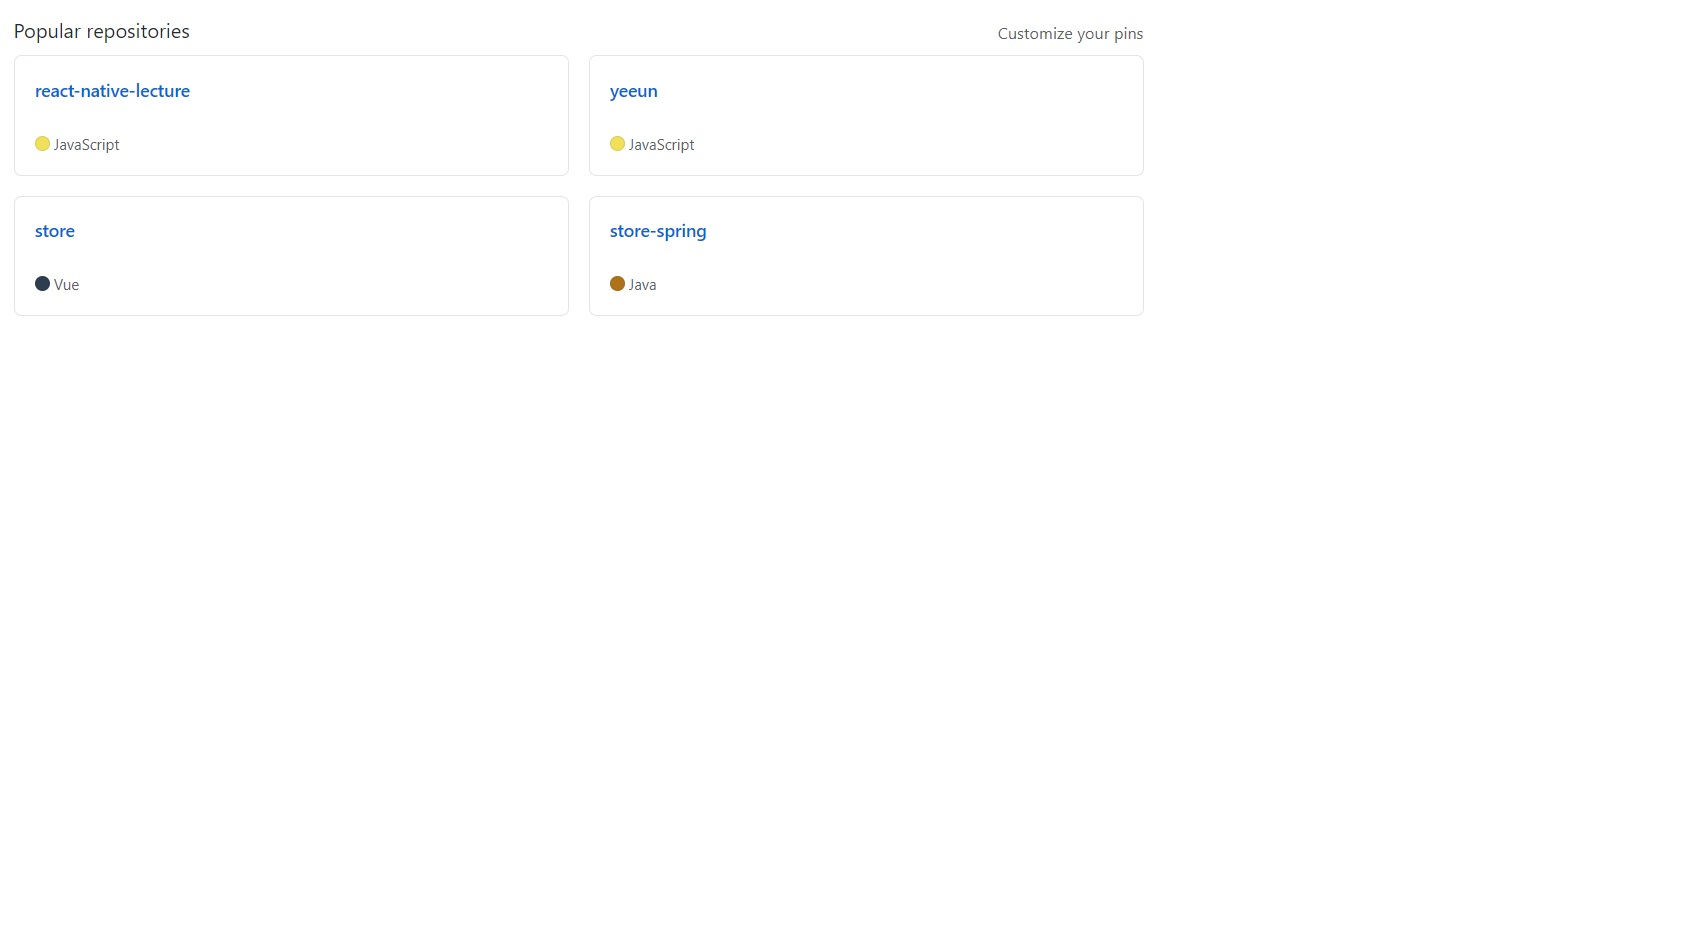 Popular repositories
Customize your pins
react-native-lecture
JavaScript
yeeun
JavaScript
store
Vue
store-spring
Java